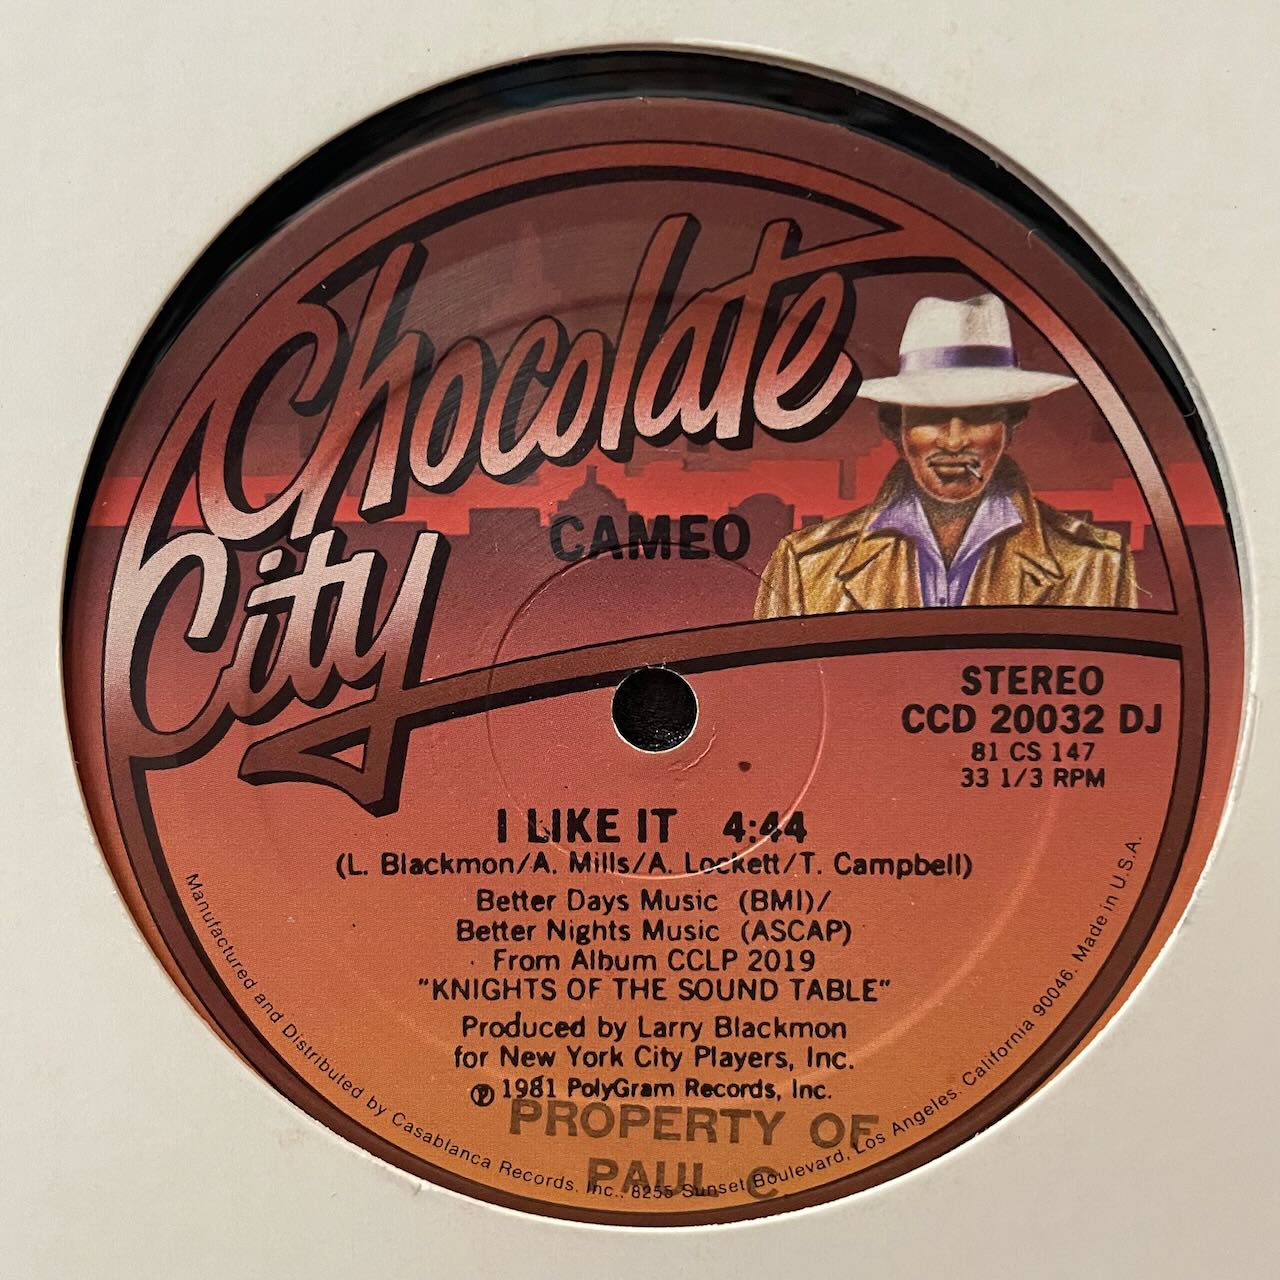 Chocolate
City
CAMEO
STEREO
CCD 20032 DJ
81 CS 147
33 1/3 RPM
I LIKE IT 4:44
(L. Blackmon/A. Mills/A. Lockett/T. Campbell)
Better Days Music (BMI)/
Better Nights Music (ASCAP)
From Album CCLP 2019
"KNIGHTS OF THE SOUND TABLE"
Produced by Larry Blackmon
for New York City Players, Inc.
℗ 1981 PolyGram Records, Inc.
PROPERTY OF
PAUL C
Manufactured and Distributed by Casablanca Records, Inc., 8255 Sunset Boulevard, Los Angeles, California 90046. Made in U.S.A.